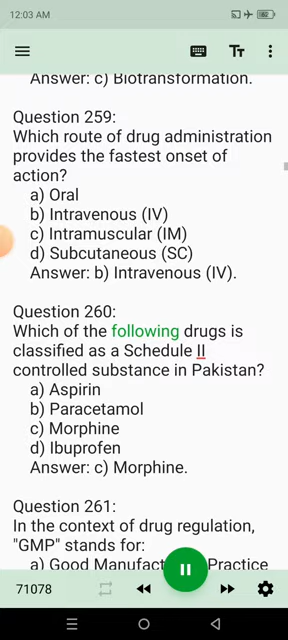 12:03 AM
Tт
Answer: c) Biotransformation.
Question 259:
Which route of drug administration
provides the fastest onset of
action?
a) Oral
b) Intravenous (IV)
c) Intramuscular (IM)
d) Subcutaneous (SC)
Answer: b) Intravenous (IV).
Question 260:
Which of the following drugs is
classified as a Schedule II
controlled substance in Pakistan?
a) Aspirin
b) Paracetamol
c) Morphine
d) Ibuprofen
Answer: c) Morphine.
Question 261:
In the context of drug regulation,
"GMP" stands for:
a) Good Practice
71078